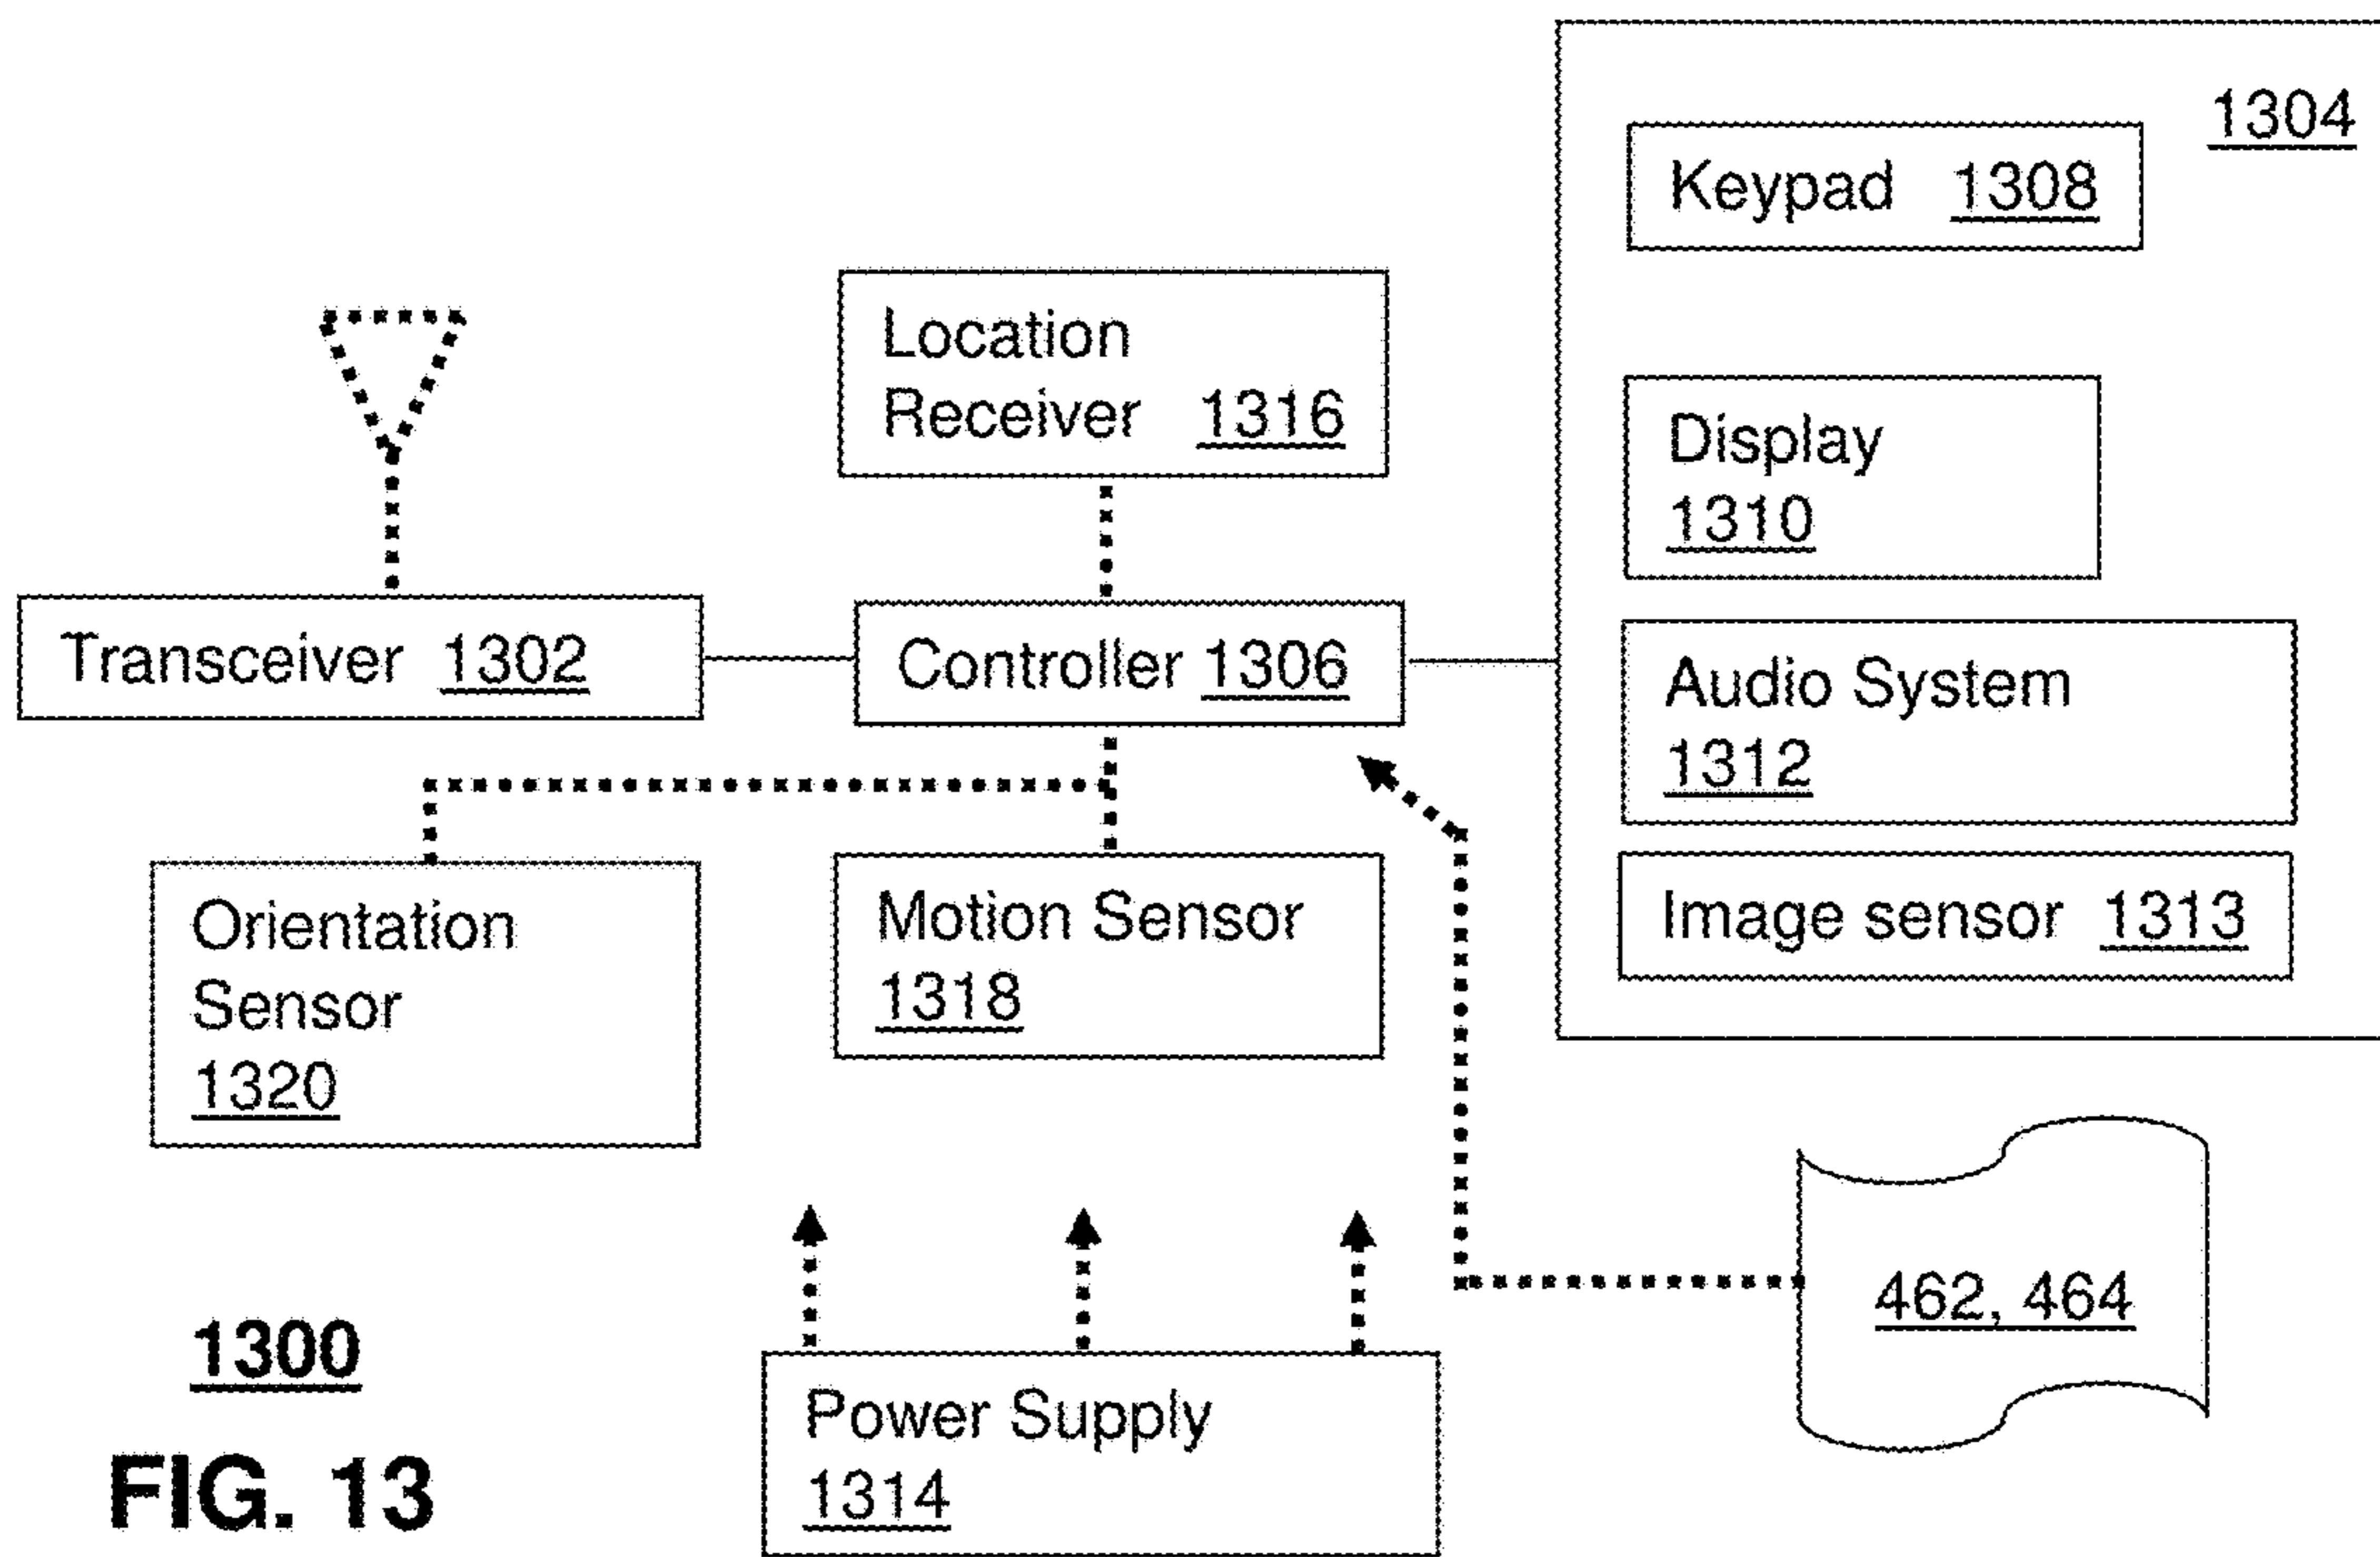 1304
Keypad 1308
Location
Receiver 1316
Display
1310
Transceiver 1302
Controller 1306
Audio System
1312
Image sensor 1313
Orientation
Sensor
1320
Motion Sensor
1318
462, 464
Power Supply
1314
1300
FIG. 13